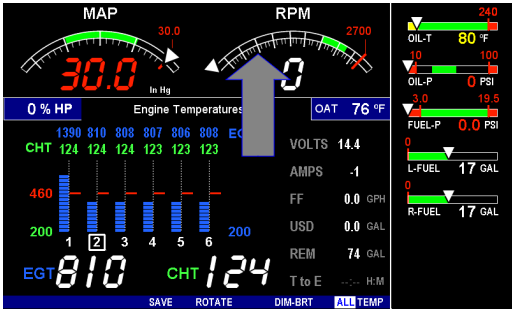 MAP
30.0
30.0
In Hg
RPM
2700
0
0 % HP
Engine Temperatures
OAT 76 ºF
1390 810 808 807 806 808
CHT 124 124 124 123 123 123
460
200
200
1 2 3 4 5 6
EGT 810 CHT 124
VOLTS 14.4
AMPS -1
FF 0.0 GPH
USD 0.0 GAL
REM 74 GAL
T to E --:-- H:M
SAVE ROTATE DIM-BRT ALL TEMP
240
OIL-T 80 ºF
10 100
OIL-P 0 PSI
3.0 19.5
FUEL-P 0.0 PSI
0
L-FUEL 17 GAL
0
R-FUEL 17 GAL